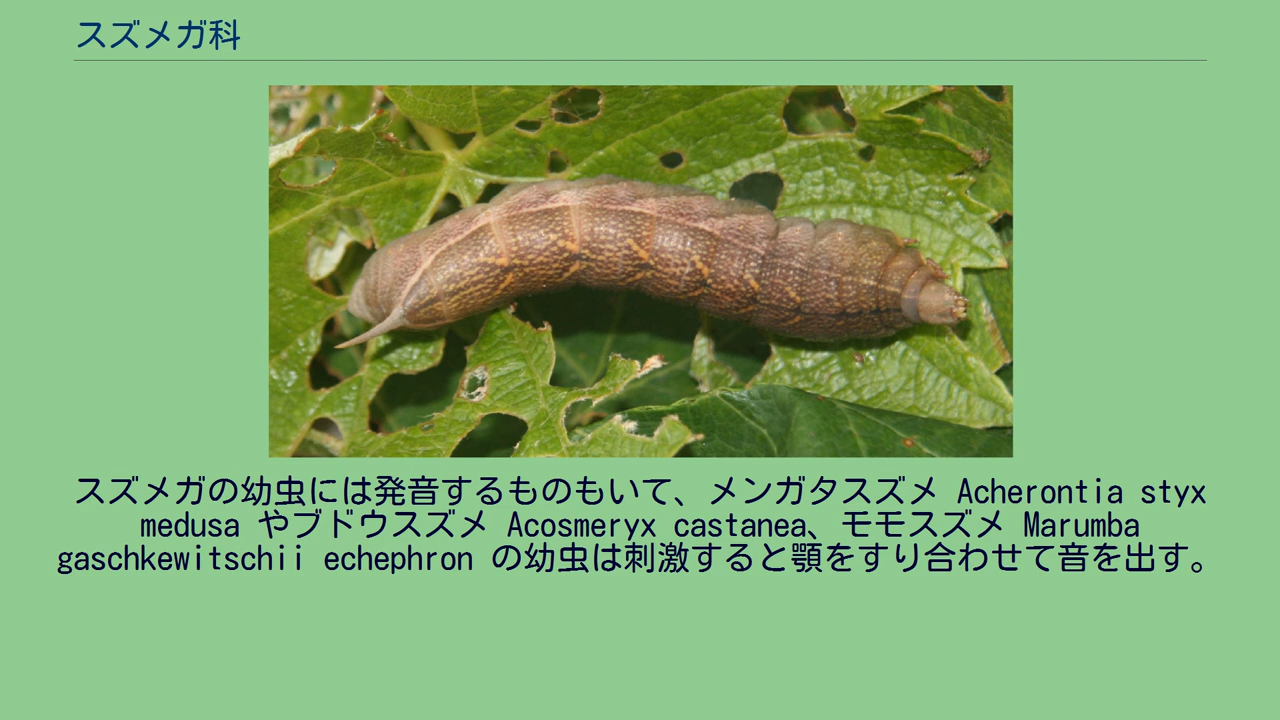 スズメガ科
スズメガの幼虫には発音するものもいて、メンガタスズメ Acherontia styx
medusa やブドウスズメ Acosmeryx castanea、モモスズメ Marumba
gaschkewitschii echephron の幼虫は刺激すると顎をすり合わせて音を出す。